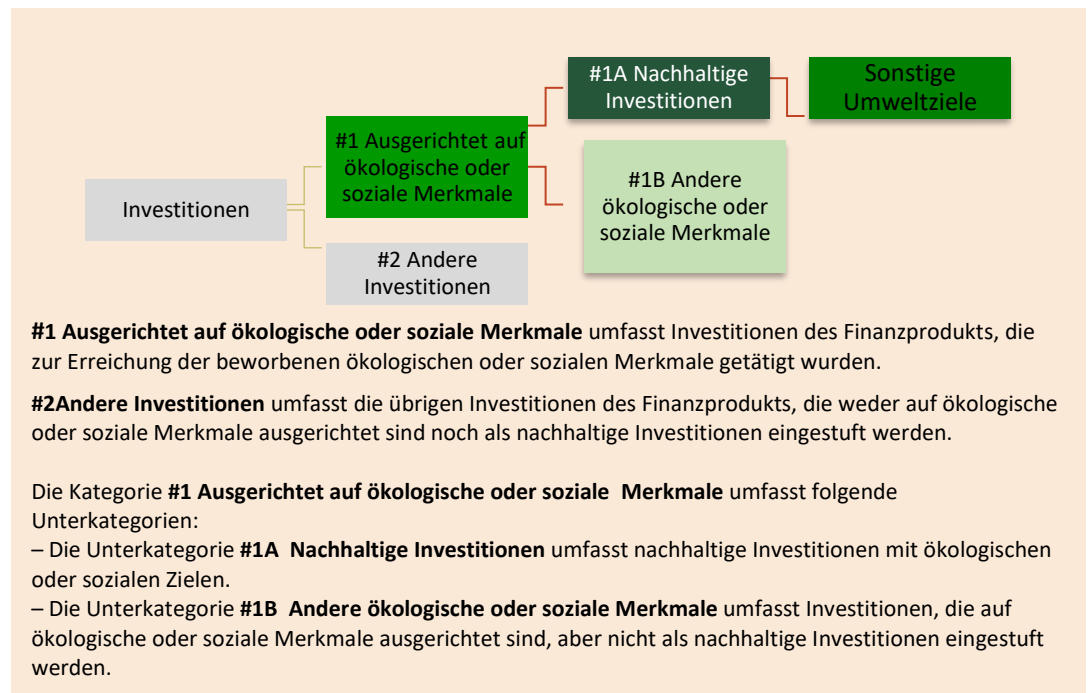 #1A Nachhaltige
Investitionen
Sonstige
Umweltziele
#1 Ausgerichtet auf
ökologische oder
soziale Merkmale
#1B Andere
ökologische oder
soziale Merkmale
Investitionen
#2 Andere
Investitionen
#1 Ausgerichtet auf ökologische oder soziale Merkmale umfasst Investitionen des Finanzprodukts, die
zur Erreichung der beworbenen ökologischen oder sozialen Merkmale getätigt wurden.
#2Andere Investitionen umfasst die übrigen Investitionen des Finanzprodukts, die weder auf ökologische
oder soziale Merkmale ausgerichtet sind noch als nachhaltige Investitionen eingestuft werden.
Die Kategorie #1 Ausgerichtet auf ökologische oder soziale Merkmale umfasst folgende
Unterkategorien:
– Die Unterkategorie #1A Nachhaltige Investitionen umfasst nachhaltige Investitionen mit ökologischen
oder sozialen Zielen.
– Die Unterkategorie #1B Andere ökologische oder soziale Merkmale umfasst Investitionen, die auf
ökologische oder soziale Merkmale ausgerichtet sind, aber nicht als nachhaltige Investitionen eingestuft
werden.